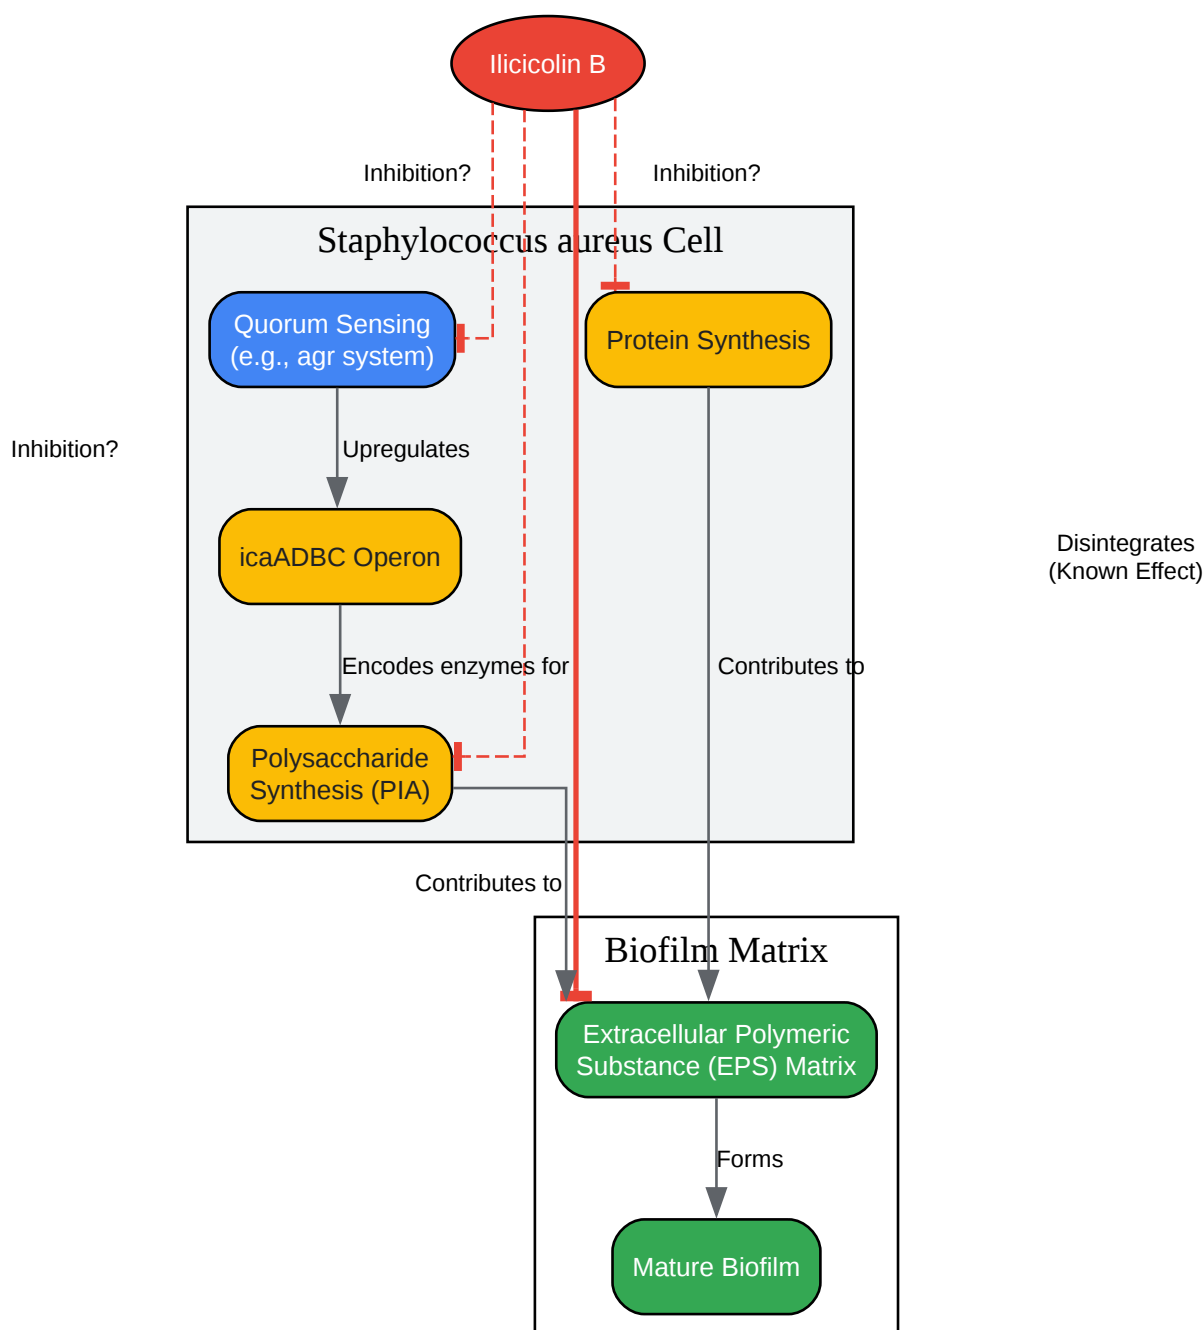 Ilicicolin B
Inhibition?
Inhibition?
Staphylococcus aureus Cell
Quorum Sensing
(e.g., agr system)
Protein Synthesis
Inhibition?
Upregulates
icaADBC Operon
Disintegrates
(Known Effect)
Encodes enzymes for
Contributes to
Polysaccharide
Synthesis (PIA)
Contributes to
Biofilm Matrix
Extracellular Polymeric
Substance (EPS) Matrix
Forms
Mature Biofilm